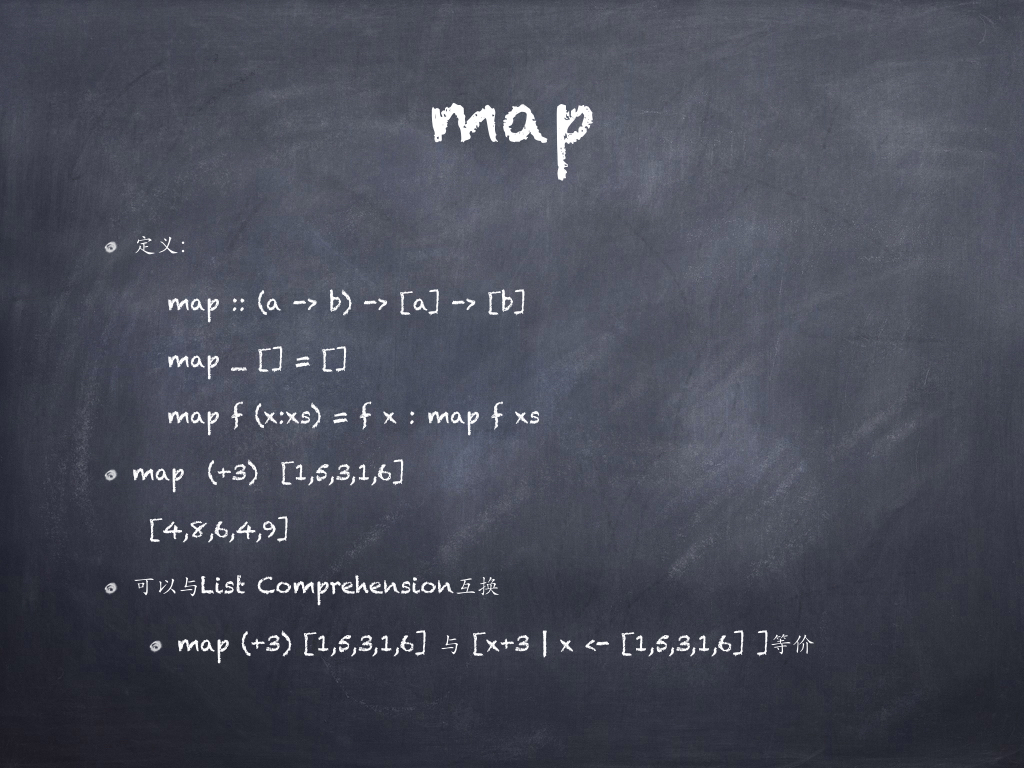 map
定义:
map :: (a -> b) -> [a] -> [b]
map _ [] = []
map f (x:xs) = f x : map f xs
map (+3) [1,5,3,1,6]
[4,8,6,4,9]
可以与List Comprehension互换
map (+3) [1,5,3,1,6] 与 [x+3 | x <- [1,5,3,1,6] ]等价